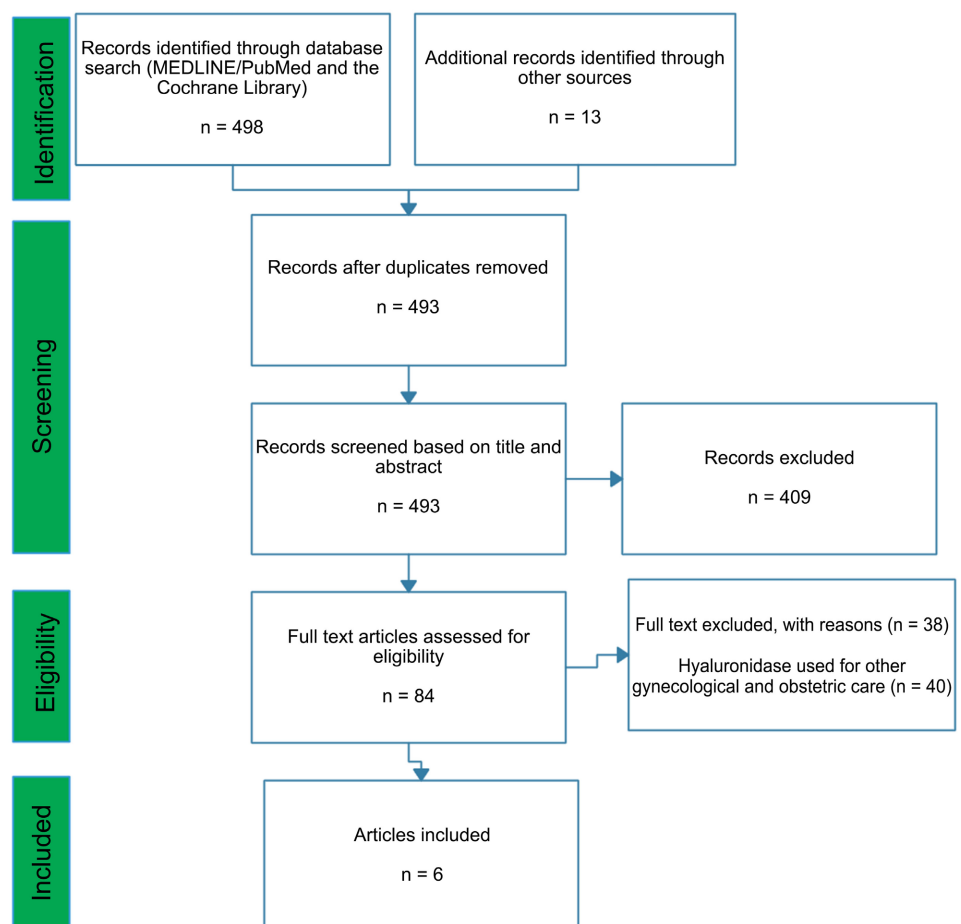 Identification
Records identified through database
search (MEDLINE/PubMed and the
Cochrane Library)
n = 498
Additional records identified through
other sources
n = 13
Screening
Records after duplicates removed
n = 493
Records screened based on title and
abstract
n = 493
Records excluded
n = 409
Eligibility
Full text articles assessed for
eligibility
n = 84
Full text excluded, with reasons (n = 38)
Hyaluronidase used for other
gynecological and obstetric care (n = 40)
Included
Articles included
n = 6